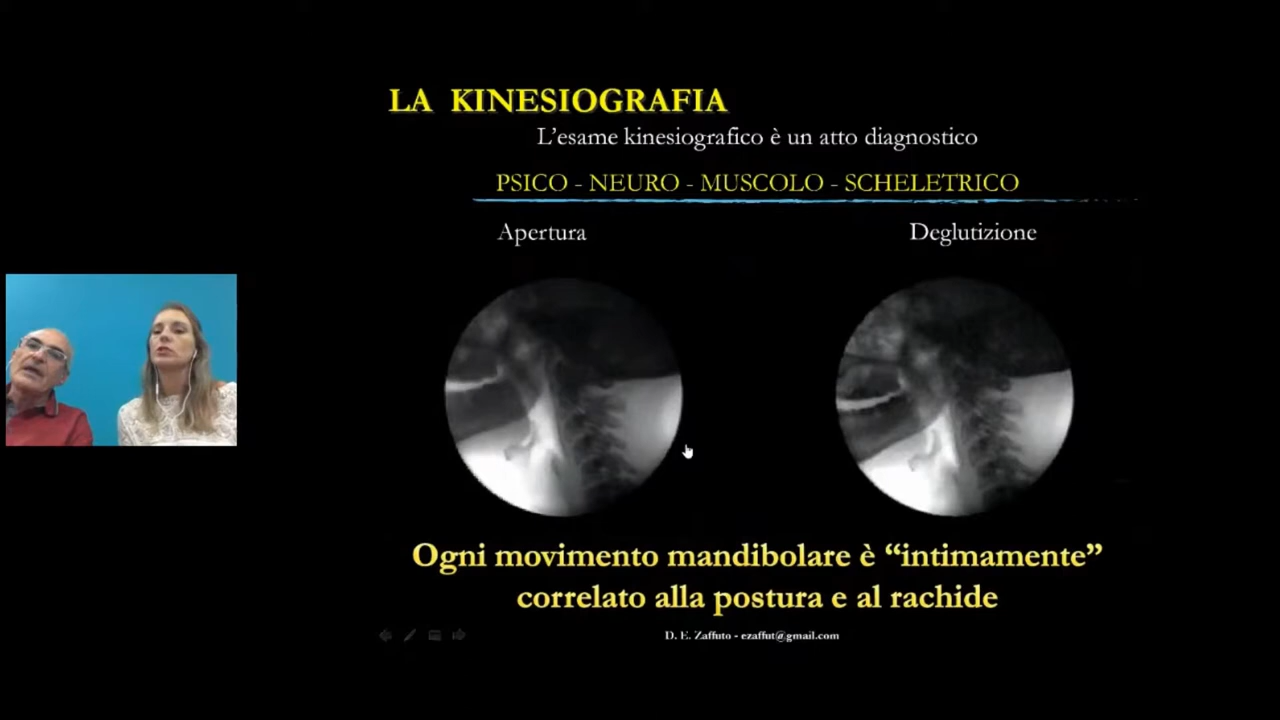 LA KINESIOGRAFIA
L’esame kinesiografico è un atto diagnostico
PSICO - NEURO - MUSCOLO - SCHELETRICO
Apertura
Deglutizione
Ogni movimento mandibolare è “intimamente”
correlato alla postura e al rachide
D. E. Zaffuto - ezaffut@gmail.com